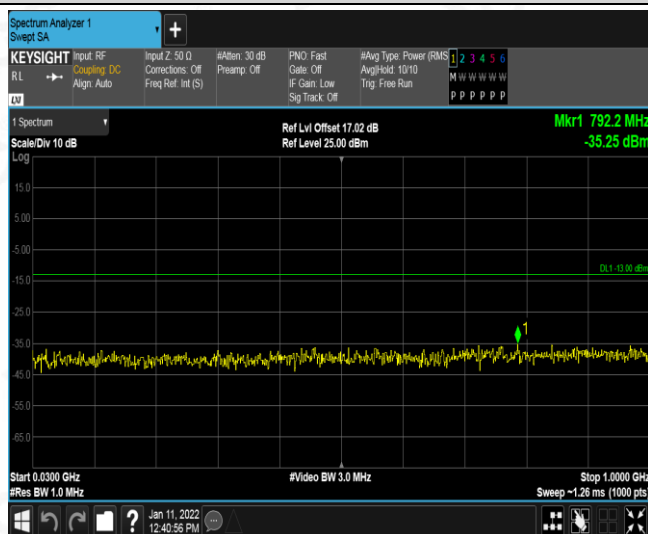 Spectrum Analyzer 1
Swept SA
+
KEYSIGHT
RL
LXI
Input: RF
Coupling: DC
Align: Auto
Input Z: 50 Ω
Corrections: Off
Freq Ref: Int (S)
#Atten: 30 dB
Preamp: Off
PNO: Fast
Gate: Off
IF Gain: Low
Sig Track: Off
#Avg Type: Power (RMS
Avg|Hold: 10/10
Trig: Free Run
1 2 3 4 5 6
M W W W W W
P P P P P P
1 Spectrum
Scale/Div 10 dB
Ref Lvl Offset 17.02 dB
Ref Level 25.00 dBm
Mkr1 792.2 MHz
-35.25 dBm
Log
15.0
5.00
-5.00
DL1 -13.00 dBm
-15.0
-25.0
1
-35.0
-45.0
-55.0
-65.0
Start 0.0300 GHz
#Res BW 1.0 MHz
#Video BW 3.0 MHz
Stop 1.0000 GHz
Sweep ~1.26 ms (1000 pts)
?
Jan 11, 2022
12:40:56 PM